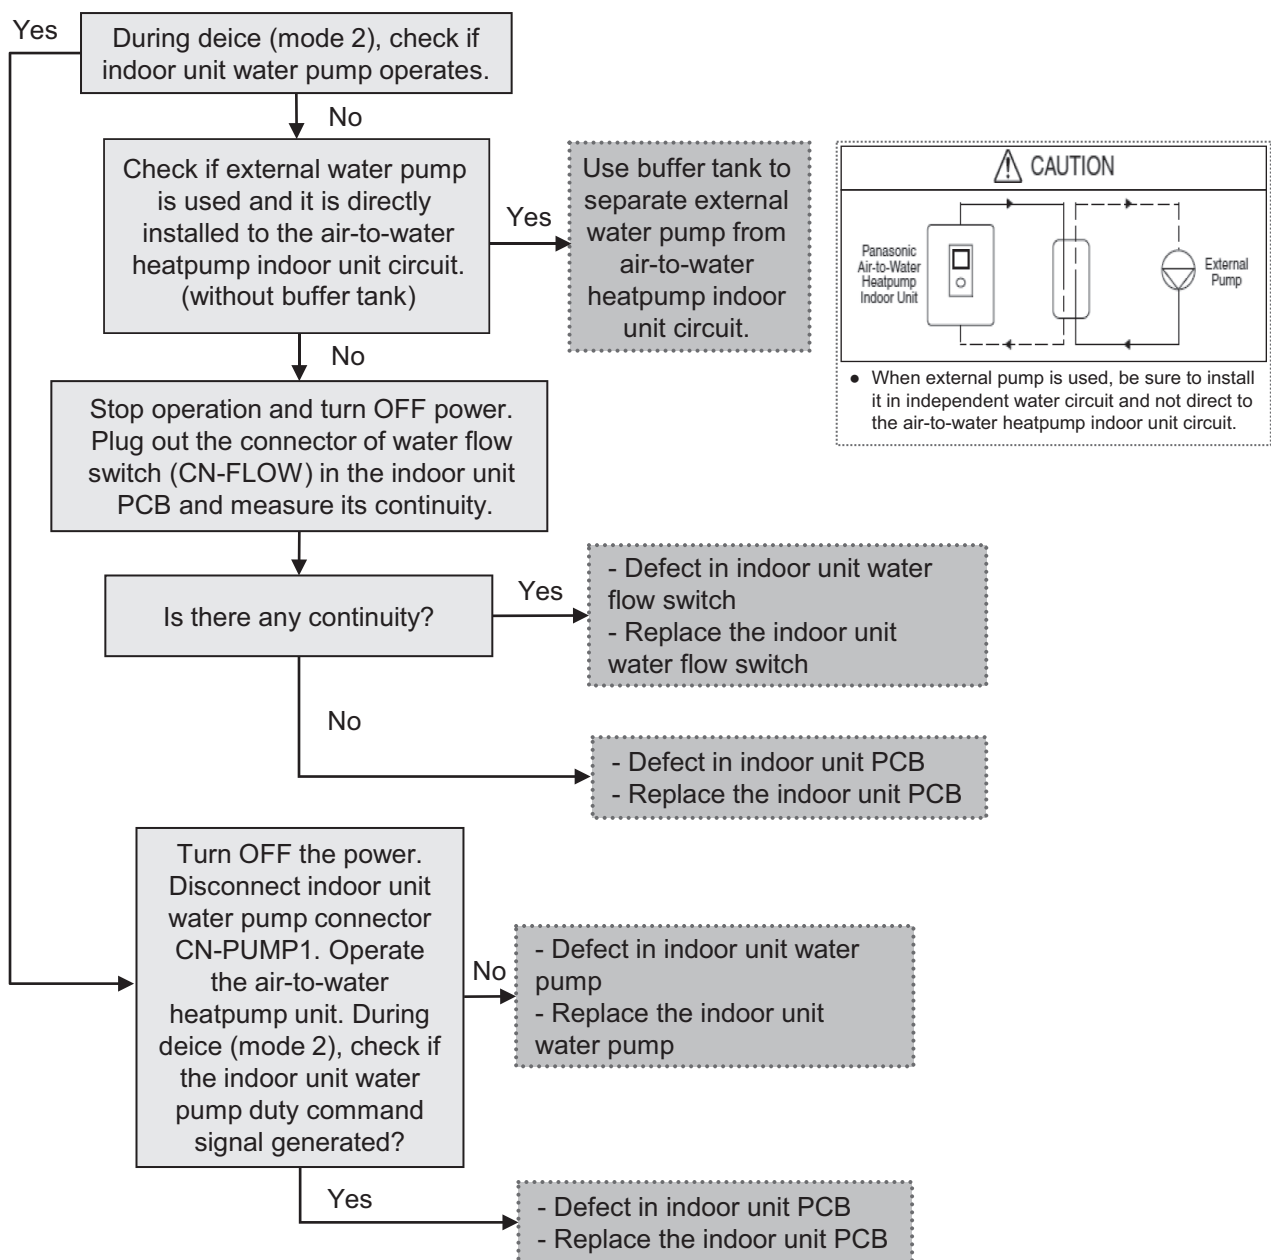 Yes
During deice (mode 2), check if
indoor unit water pump operates.
No
Check if external water pump
is used and it is directly
installed to the air-to-water
heatpump indoor unit circuit.
(without buffer tank)
Yes
Use buffer tank to
separate external
water pump from
air-to-water
heatpump indoor
unit circuit.
CAUTION
Panasonic
Air-to-Water
Heatpump
Indoor Unit
External
Pump
● When external pump is used, be sure to install
it in independent water circuit and not direct to
the air-to-water heatpump indoor unit circuit.
No
Stop operation and turn OFF power.
Plug out the connector of water flow
switch (CN-FLOW) in the indoor unit
PCB and measure its continuity.
Is there any continuity?
Yes
- Defect in indoor unit water
flow switch
- Replace the indoor unit
water flow switch
No
- Defect in indoor unit PCB
- Replace the indoor unit PCB
Turn OFF the power.
Disconnect indoor unit
water pump connector
CN-PUMP1. Operate
the air-to-water
heatpump unit. During
deice (mode 2), check if
the indoor unit water
pump duty command
signal generated?
No
- Defect in indoor unit water
pump
- Replace the indoor unit
water pump
Yes
- Defect in indoor unit PCB
- Replace the indoor unit PCB